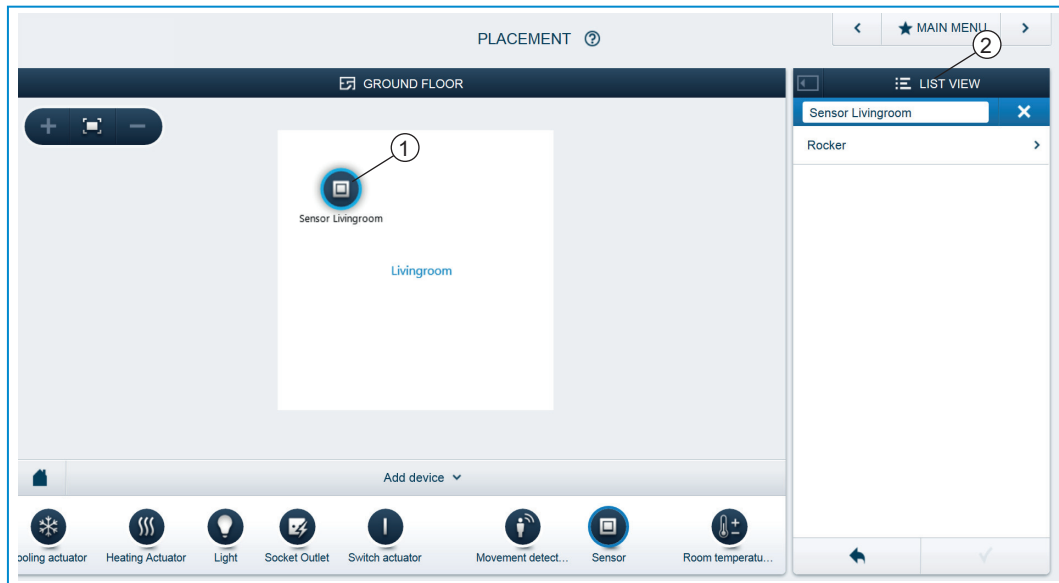 PLACEMENT ?
MAIN MENU
2
GROUND FLOOR
LIST VIEW
Sensor Livingroom
Rocker
1
Sensor Livingroom
Livingroom
Add device
ooling actuator
Heating Actuator
Light
Socket Outlet
Switch actuator
Movement detect...
Sensor
Room temperatu...